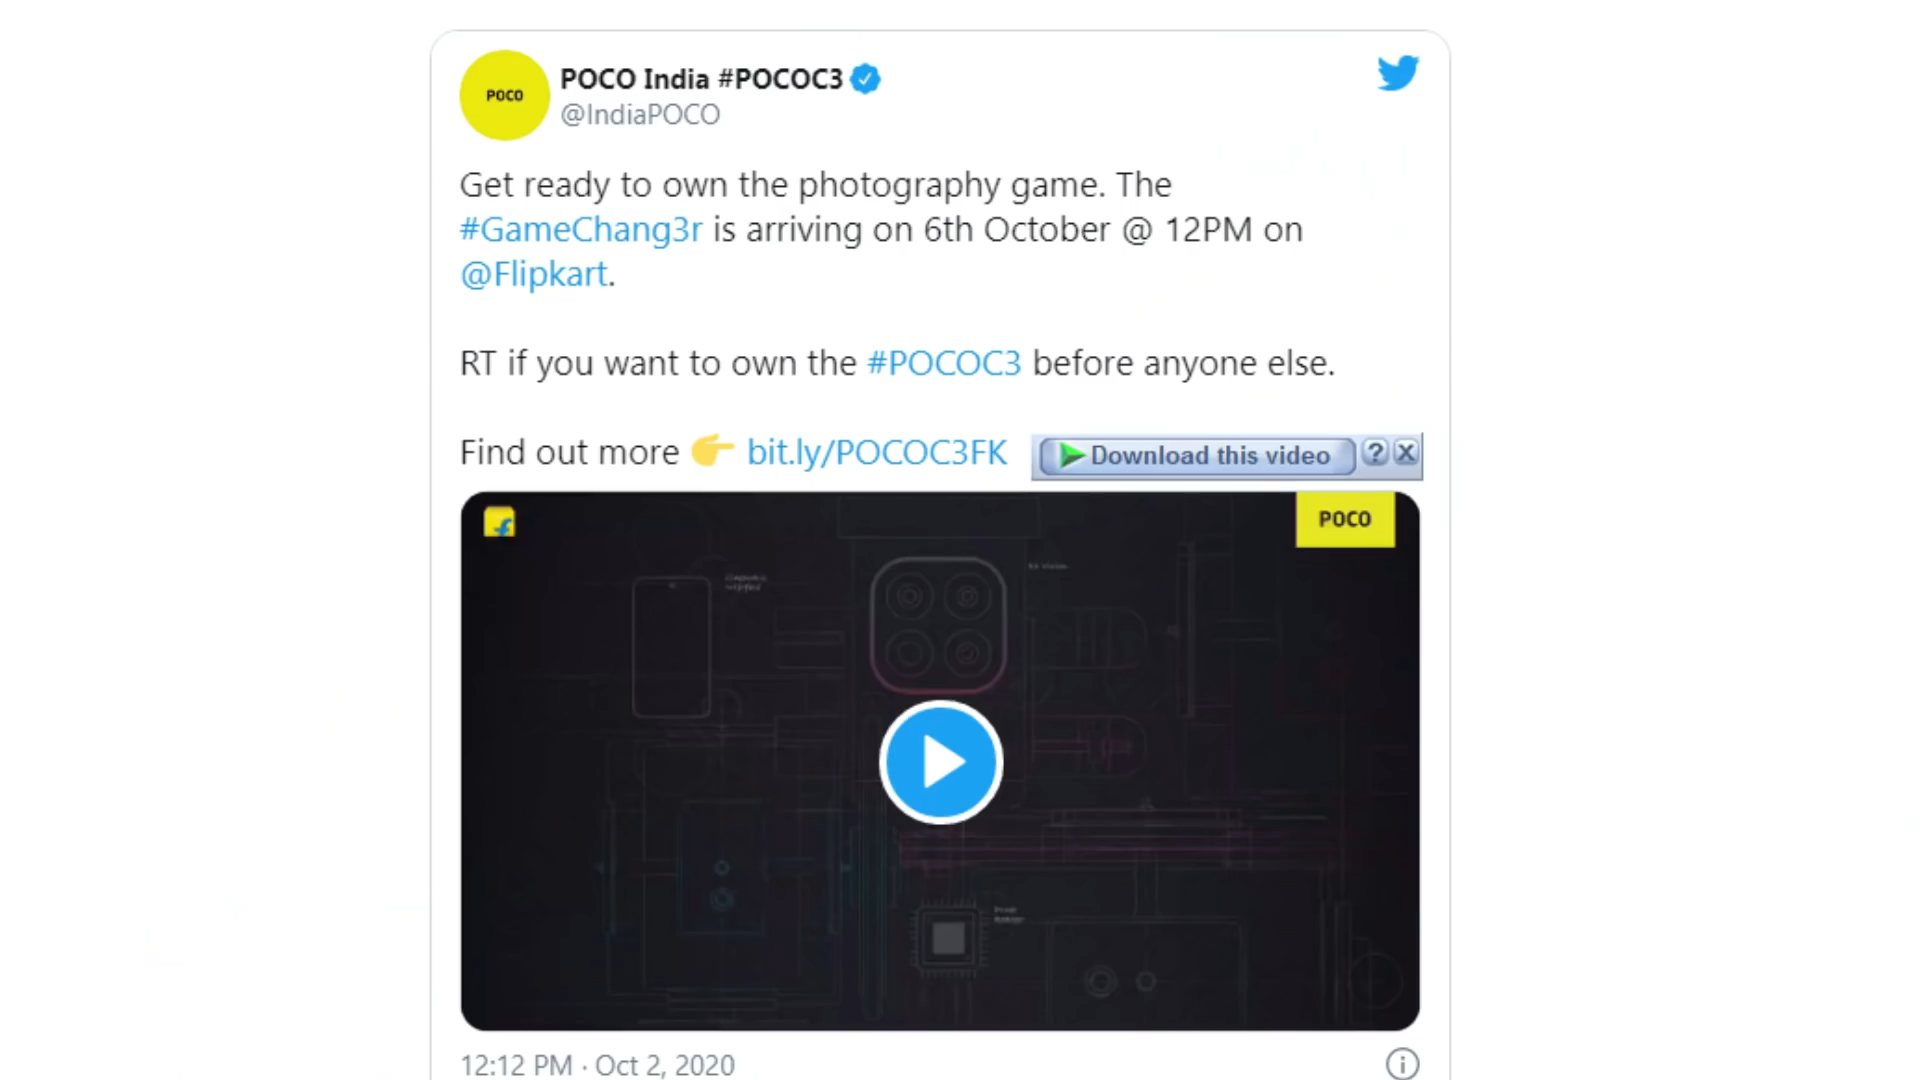 POCO
POCO India #POCOC3
@IndiaPOCO
Get ready to own the photography game. The
#GameChang3r is arriving on 6th October @ 12PM on
@Flipkart.
RT if you want to own the #POCOC3 before anyone else.
Find out more 👉 bit.ly/POCOC3FK
Download this video ? X
POCO
12:12 PM · Oct 2, 2020